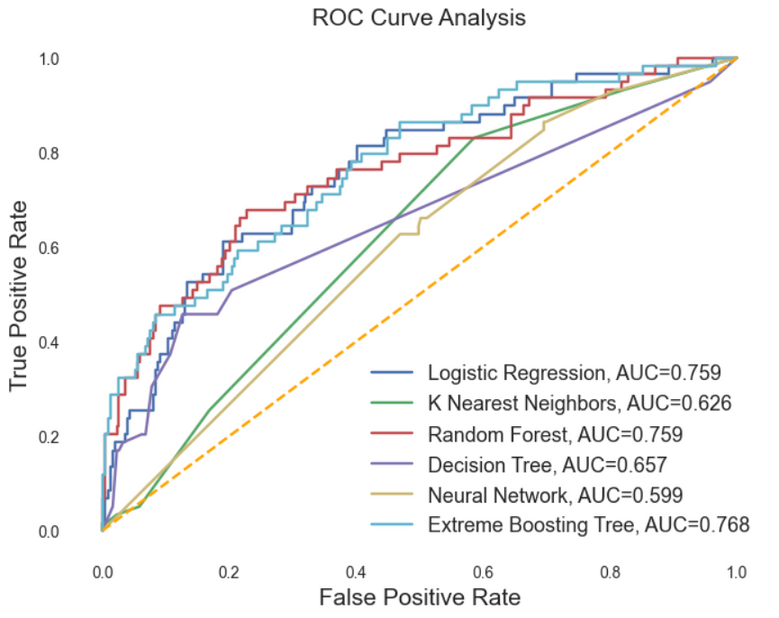 ROC Curve Analysis
1.0
0.8
0.6
0.4
0.2
0.0
True Positive Rate
Logistic Regression, AUC=0.759
K Nearest Neighbors, AUC=0.626
Random Forest, AUC=0.759
Decision Tree, AUC=0.657
Neural Network, AUC=0.599
Extreme Boosting Tree, AUC=0.768
0.0 0.2 0.4 0.6 0.8 1.0
False Positive Rate